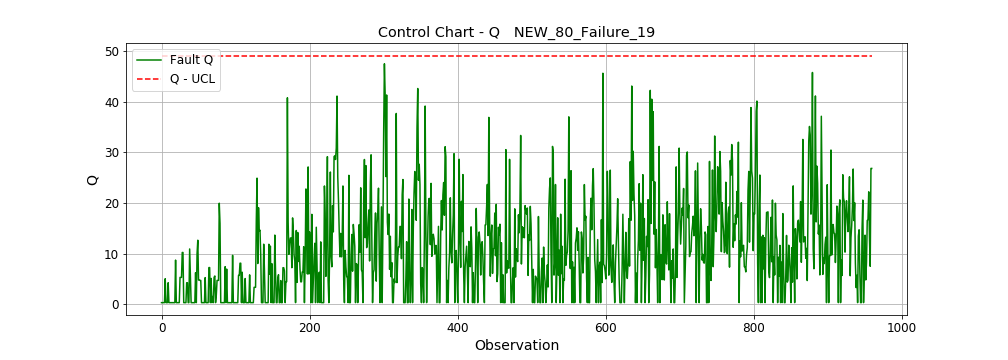 Control Chart - Q   NEW_80_Failure_19
Fault Q
Q - UCL
Q
50
40
30
20
10
0
0 200 400 600 800 1000
Observation